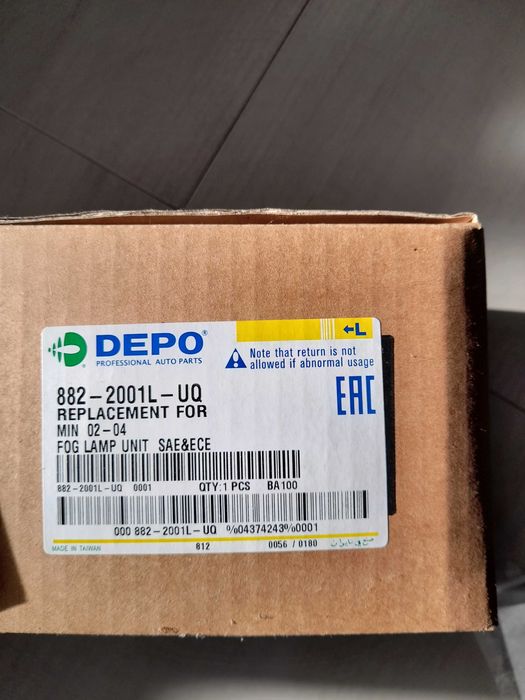 DEPO®
PROFESSIONAL AUTO PARTS
←L
Note that return is not
allowed if abnormal usage
882-2001L-UQ
REPLACEMENT FOR
MIN 02-04
FOG LAMP UNIT SAE&ECE
EAC
882-2001L-UQ 0001 QTY:1 PCS BA100
000 882-2001L-UQ %04374243%0001
MADE IN TAIWAN 812 0056 / 0180